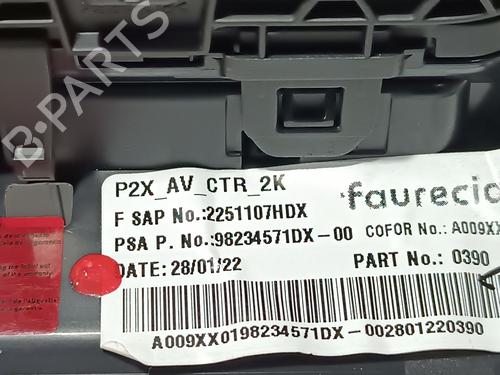 B-PARTS
P2X_AV_CTR_2K
faurecia
F SAP No.:2251107HDX
PSA P. No.:98234571DX-00 COFOR No.: A009XX
DATE: 28/01/22 PART No.: 0390
A009XX0198234571DX-002801220390